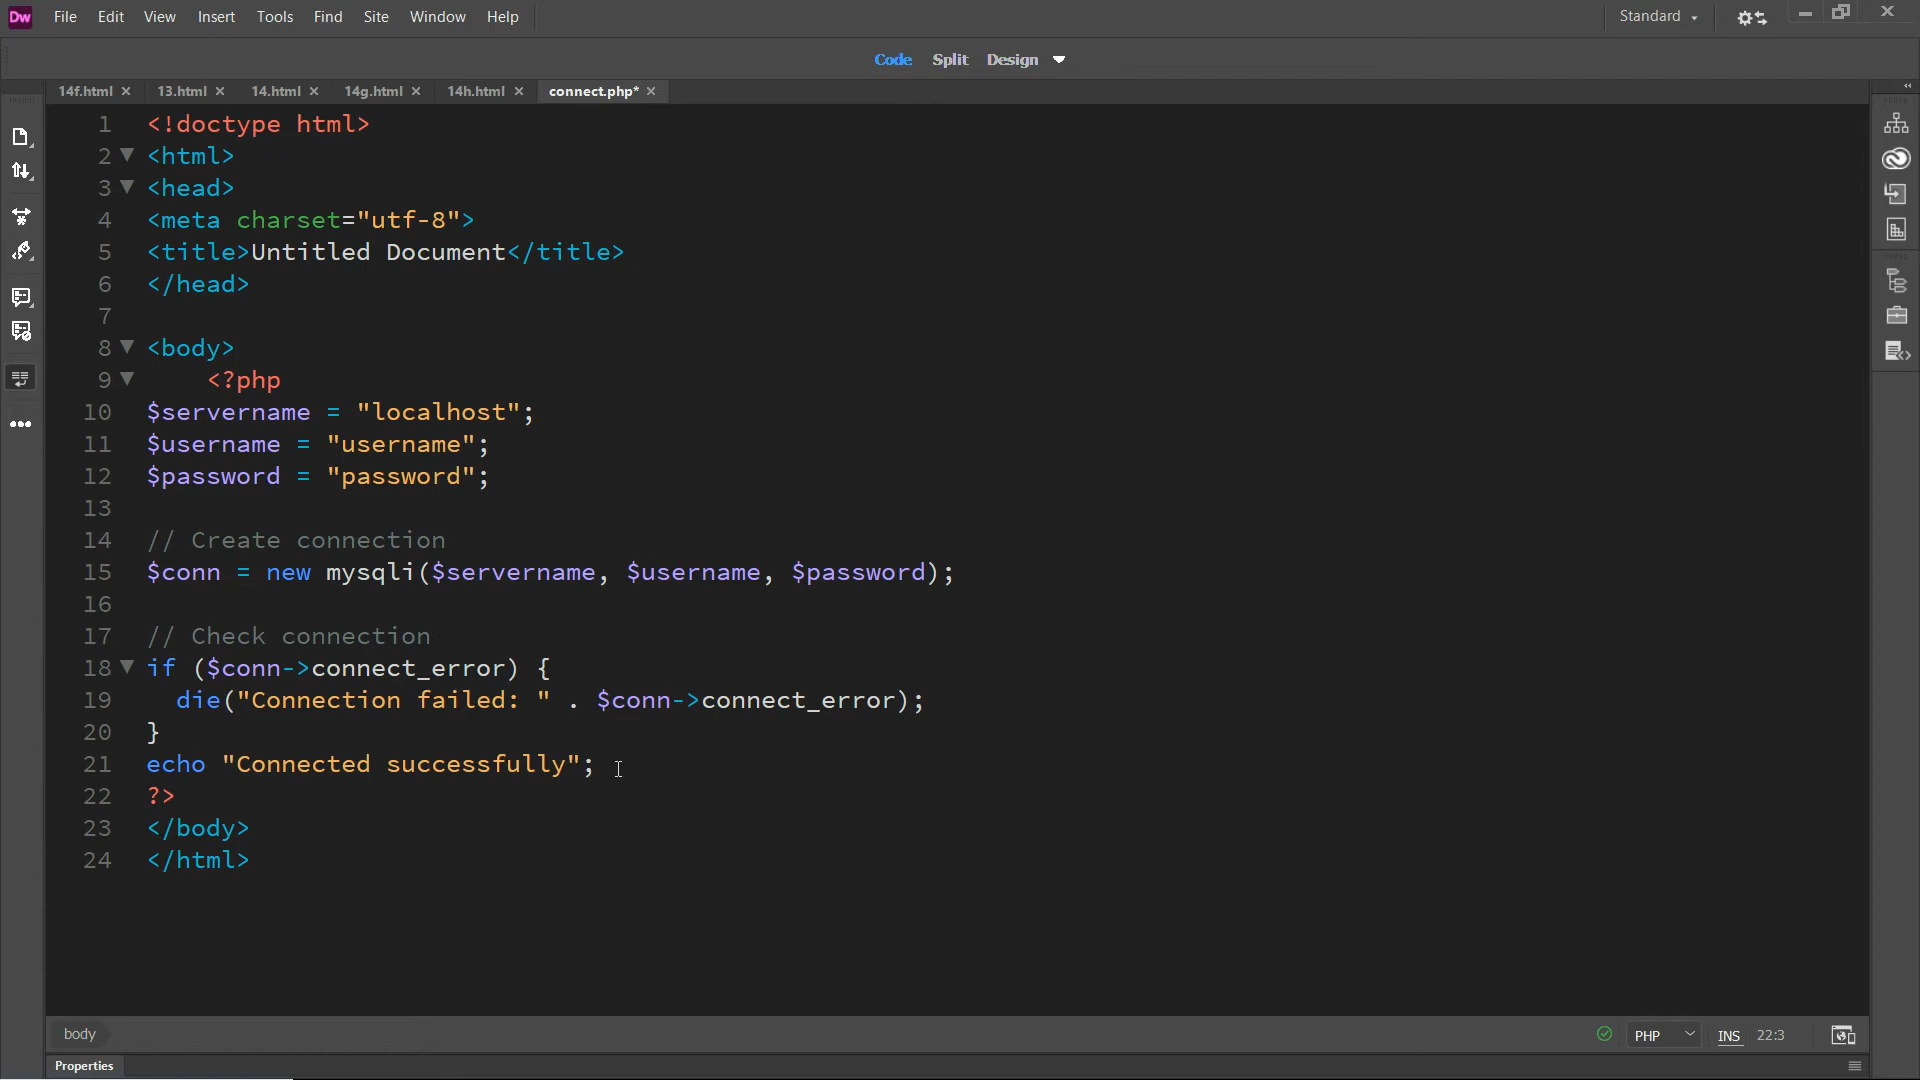 Dw File Edit View Insert Tools Find Site Window Help Standard
Code Split Design
14f.html 13.html 14.html 14g.html 14h.html connect.php*
1 <!doctype html>
2 <html>
3 <head>
4 <meta charset="utf-8">
5 <title>Untitled Document</title>
6 </head>
7
8 <body>
9 <?php
10 $servername = "localhost";
11 $username = "username";
12 $password = "password";
13
14 // Create connection
15 $conn = new mysqli($servername, $username, $password);
16
17 // Check connection
18 if ($conn->connect_error) {
19 die("Connection failed: " . $conn->connect_error);
20 }
21 echo "Connected successfully";
22 ?>
23 </body>
24 </html>
body PHP INS 22:3
Properties